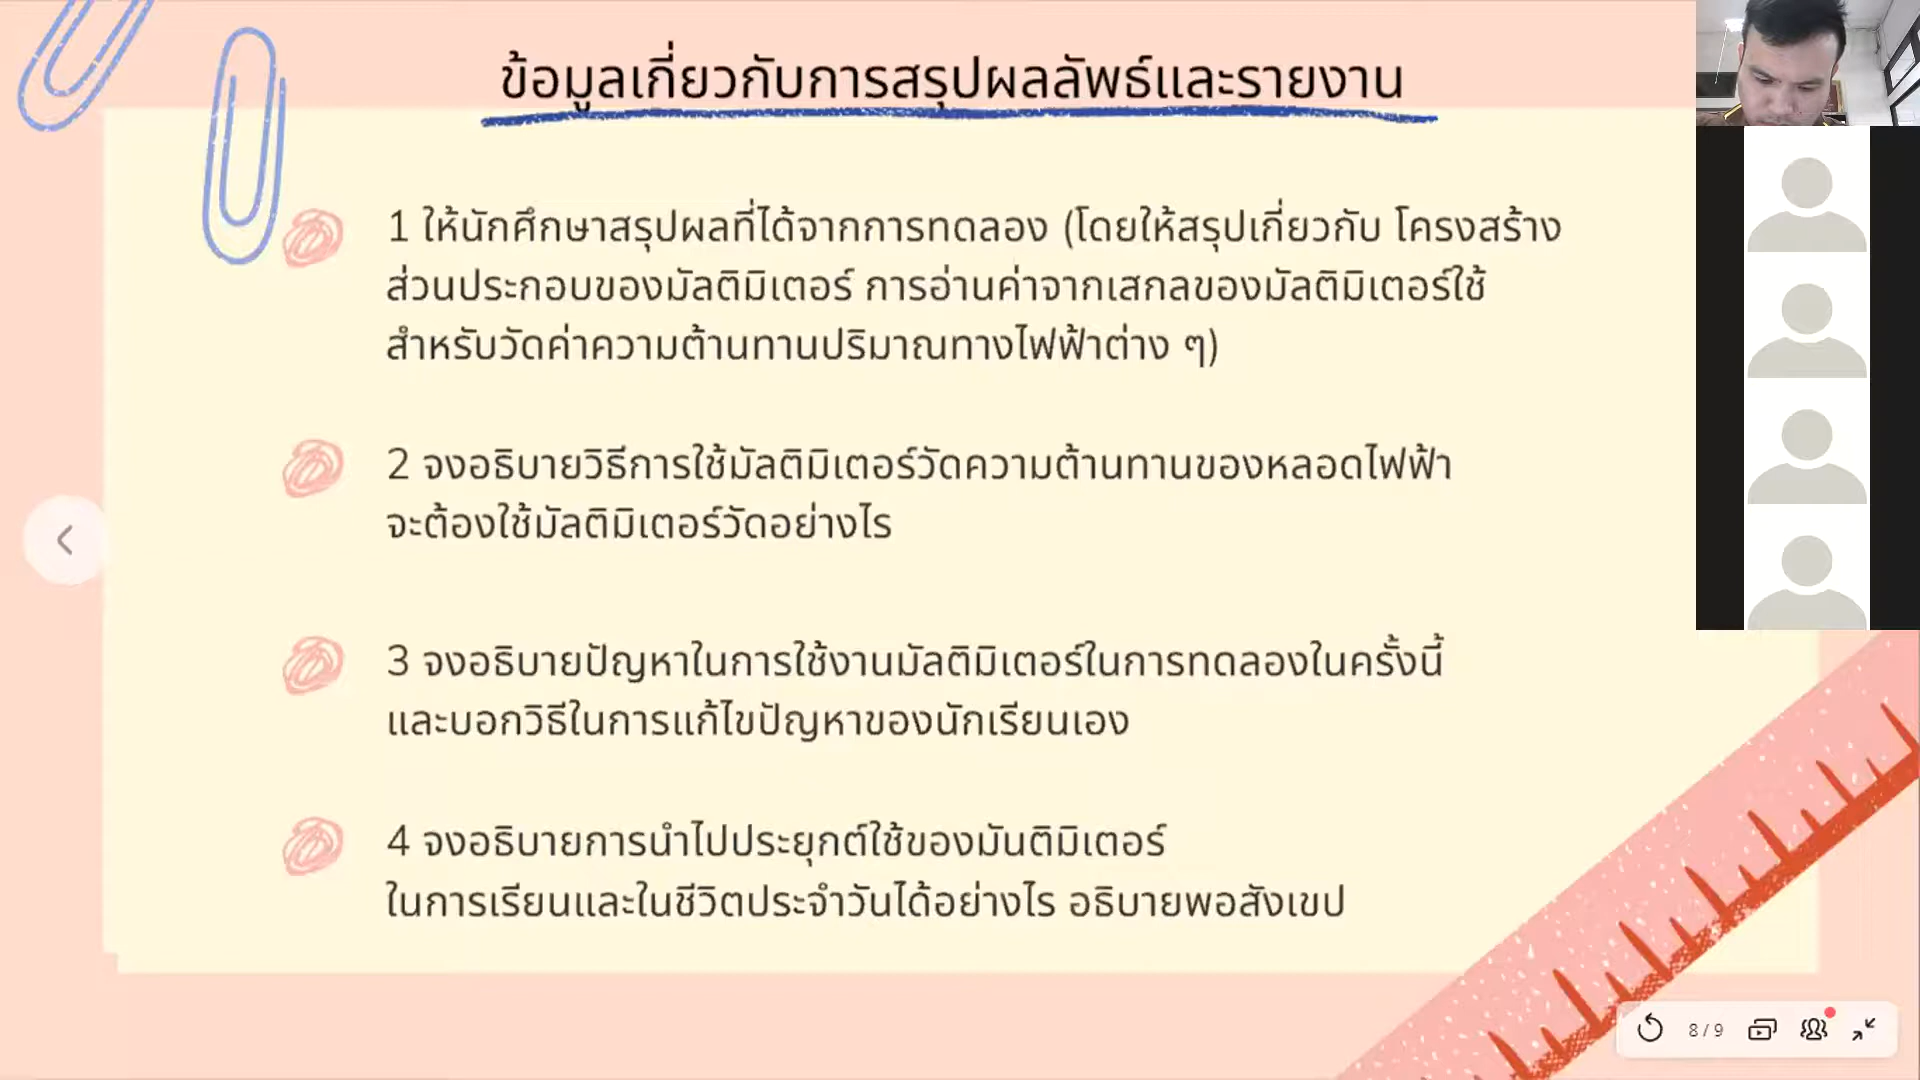 ข้อมูลเกี่ยวกับการสรุปผลลัพธ์และรายงาน
1 ให้นักศึกษาสรุปผลที่ได้จากการทดลอง (โดยให้สรุปเกี่ยวกับ โครงสร้าง
ส่วนประกอบของมัลติมิเตอร์ การอ่านค่าจากเสกลของมัลติมิเตอร์ใช้
สำหรับวัดค่าความต้านทานปริมาณทางไฟฟ้าต่าง ๆ)
2 จงอธิบายวิธีการใช้มัลติมิเตอร์วัดความต้านทานของหลอดไฟฟ้า
จะต้องใช้มัลติมิเตอร์วัดอย่างไร
3 จงอธิบายปัญหาในการใช้งานมัลติมิเตอร์ในการทดลองในครั้งนี้
และบอกวิธีในการแก้ไขปัญหาของนักเรียนเอง
4 จงอธิบายการนำไปประยุกต์ใช้ของมันติมิเตอร์
ในการเรียนและในชีวิตประจำวันได้อย่างไร อธิบายพอสังเขป
8/9